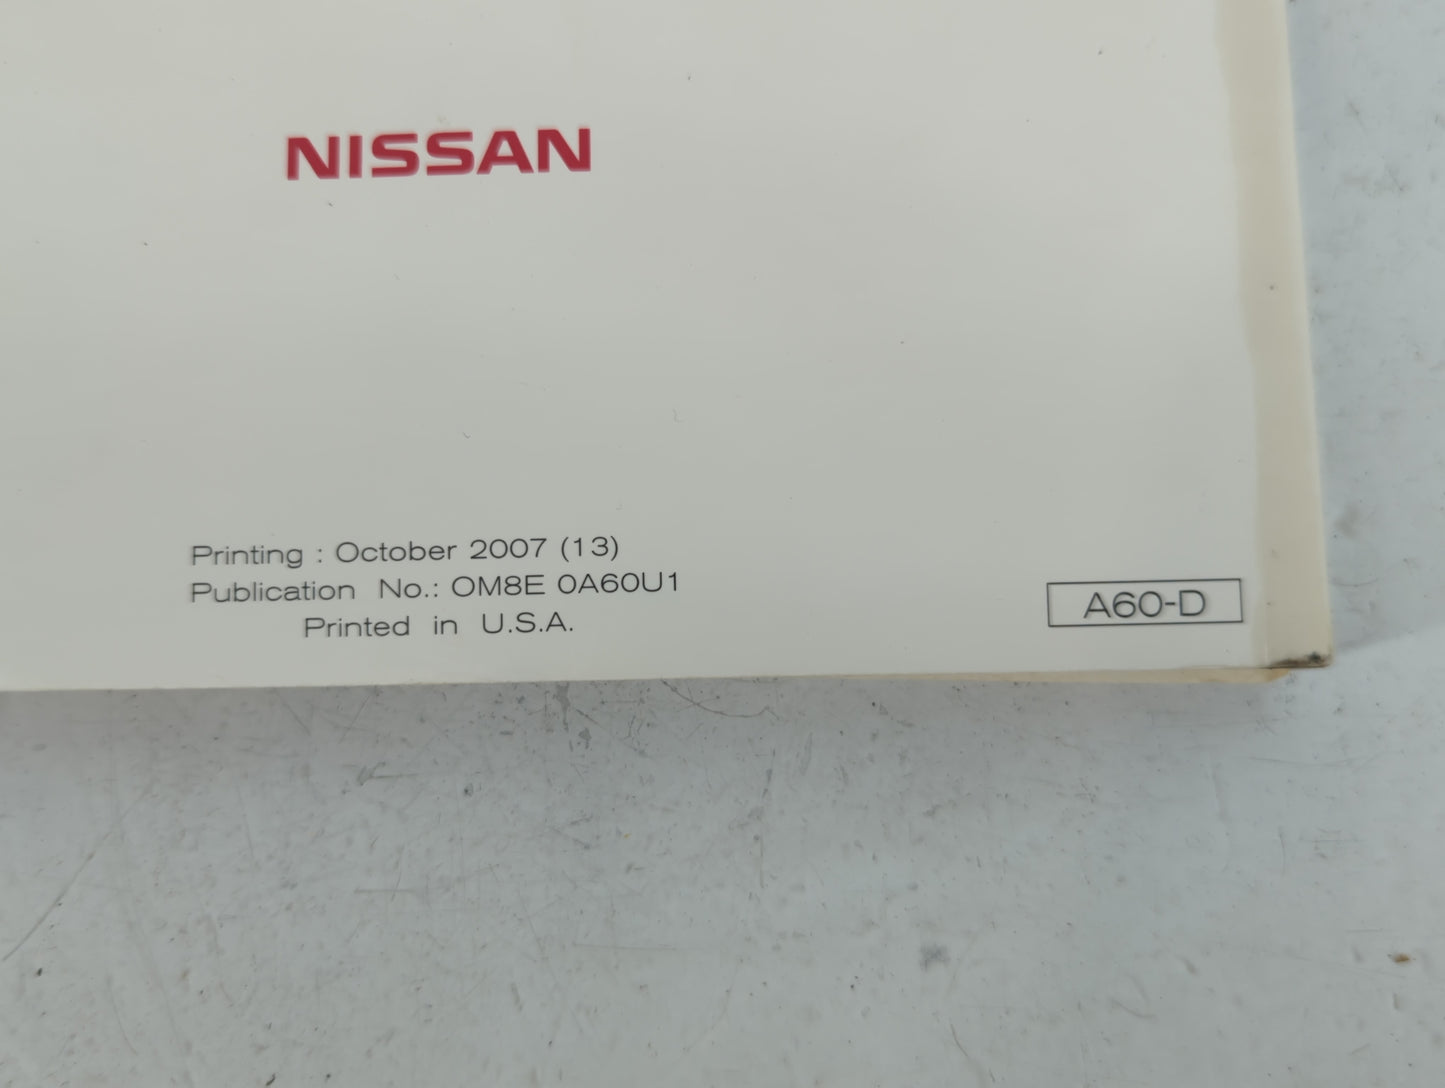 NISSAN
Printing : October 2007 (13)
Publication No.: OM8E 0A60U1
Printed in U.S.A.
A60-D